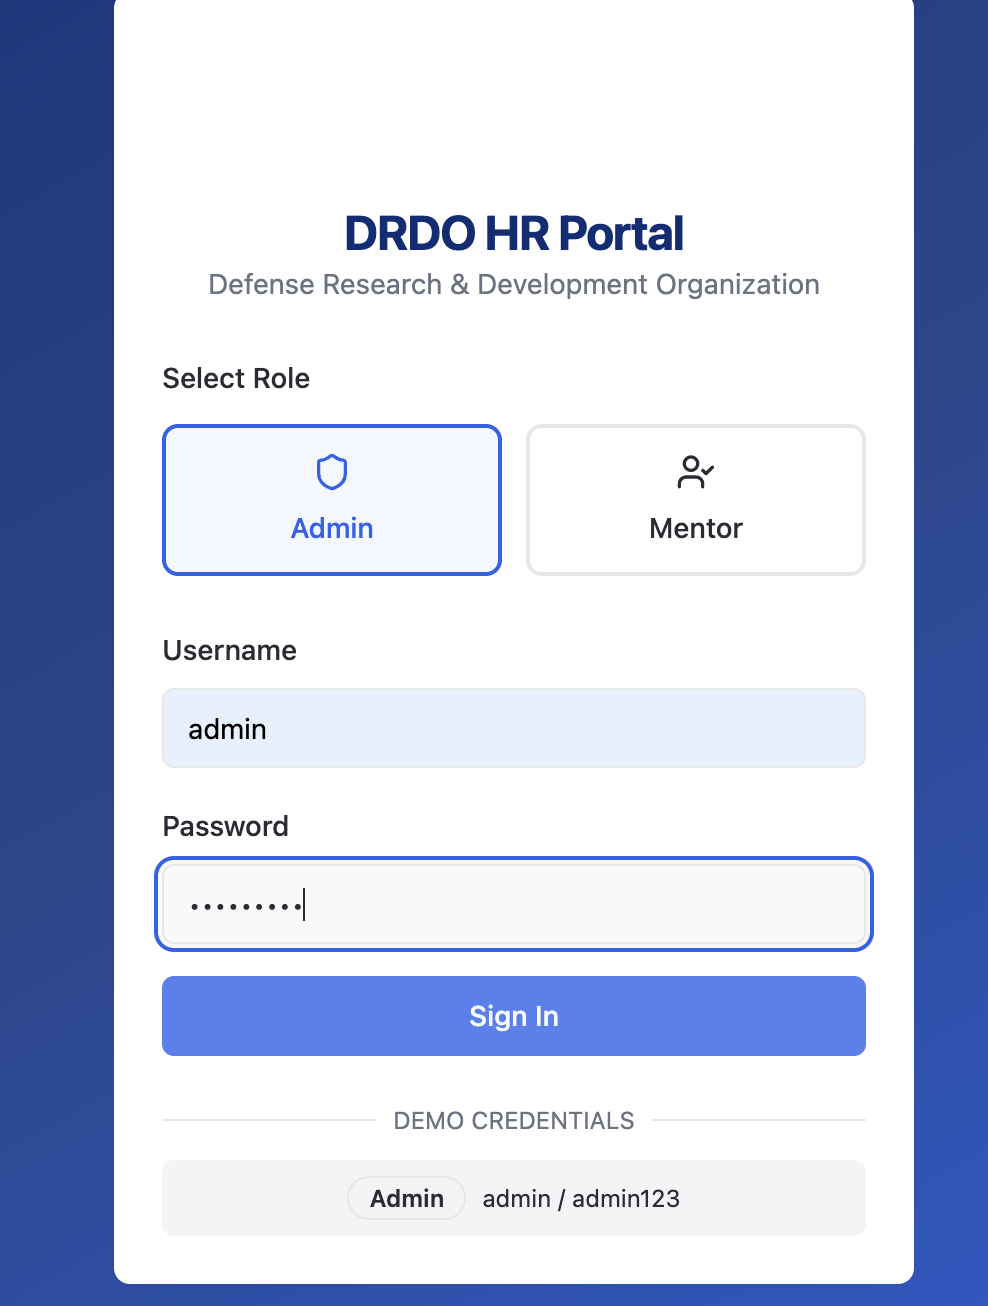 DRDO HR Portal
Defense Research & Development Organization
Select Role
Admin
Mentor
Username
admin
Password
•••••••••
Sign In
DEMO CREDENTIALS
Admin admin / admin123